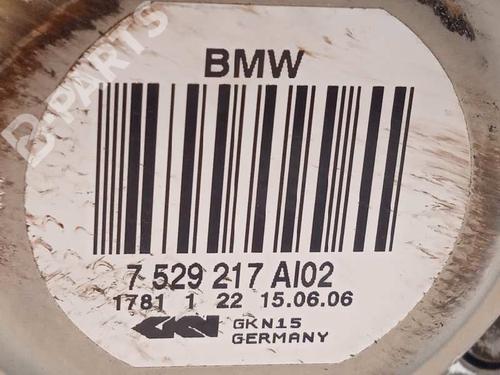 B-PARTS
BMW
7 529 217 AI02
1781 1 22 15.06.06
GKN
GKN15
GERMANY